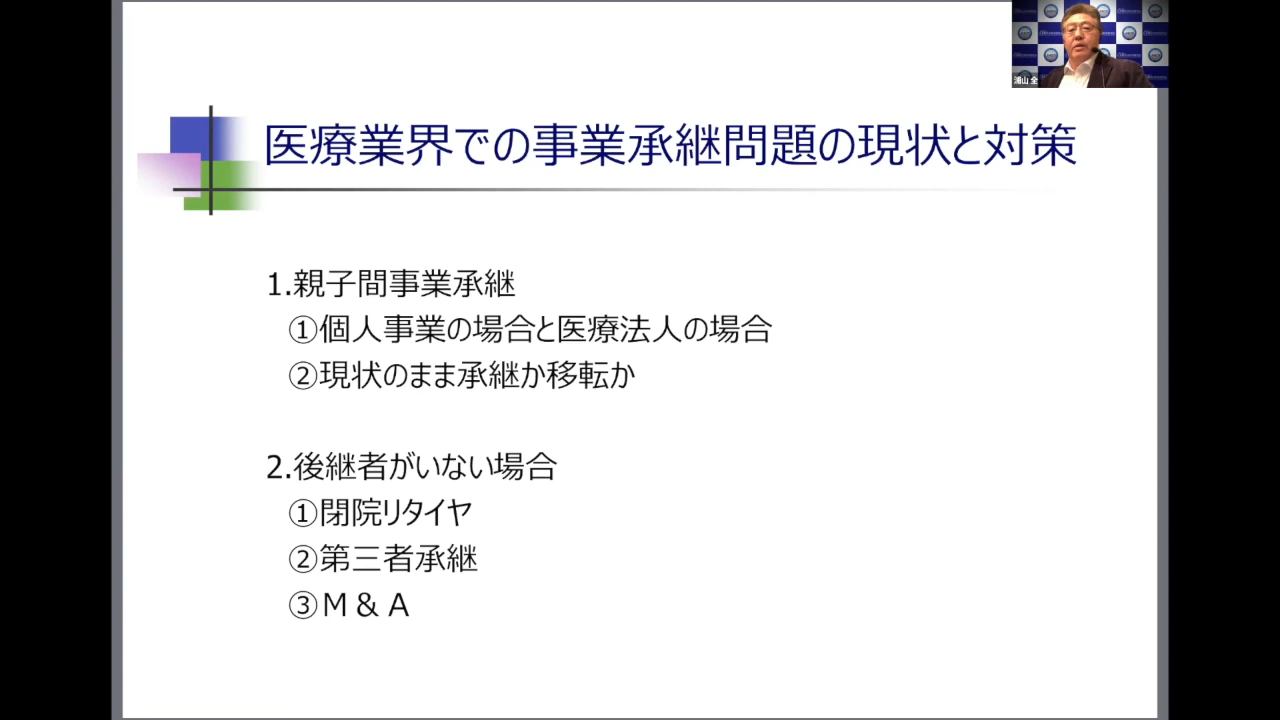 医療業界での事業承継問題の現状と対策
1.親子間事業承継
①個人事業の場合と医療法人の場合
②現状のまま承継か移転か
2.後継者がいない場合
①閉院リタイヤ
②第三者承継
③Ｍ＆Ａ
浦山 全